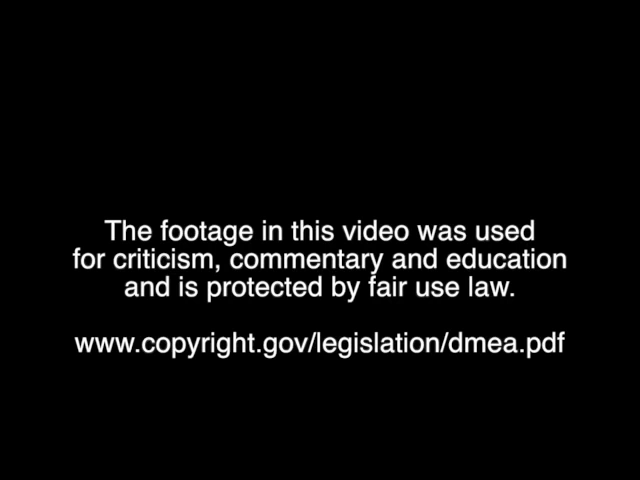 The footage in this video was used
for criticism, commentary and education
and is protected by fair use law.
www.copyright.gov/legislation/dmea.pdf